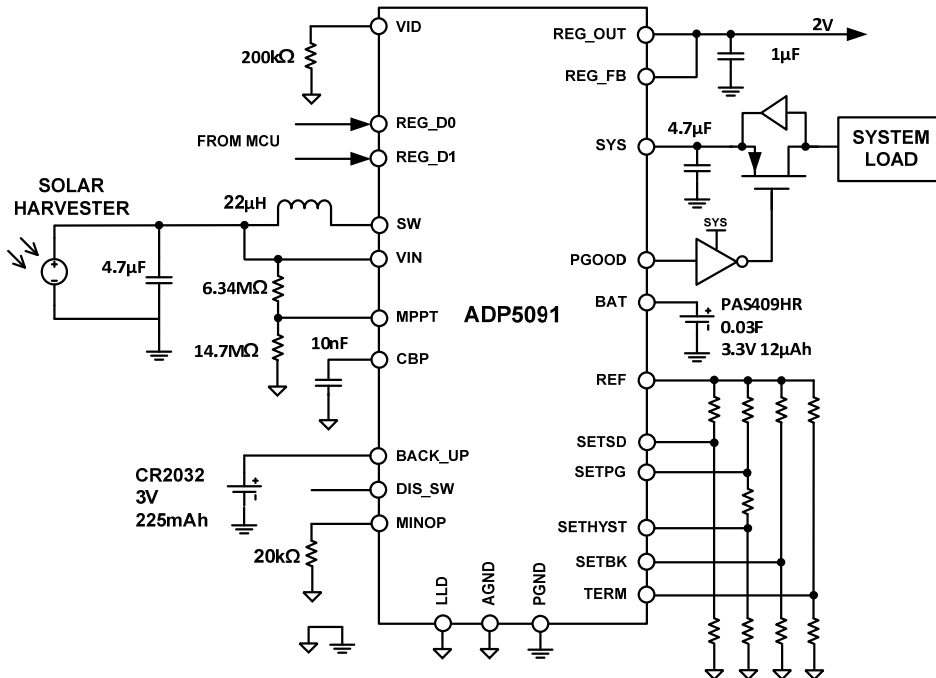 VID
200kΩ
REG_D0
FROM MCU
REG_D1
SOLAR
HARVESTER
22µH
SW
4.7µF
VIN
6.34MΩ
MPPT
14.7MΩ
10nF
CBP
BACK_UP
CR2032
3V
225mAh
DIS_SW
MINOP
20kΩ
LLD
AGND
PGND
ADP5091
REG_OUT
2V
1µF
REG_FB
4.7µF
SYS
SYSTEM
LOAD
SYS
PGOOD
BAT
+
PAS409HR
0.03F
3.3V 12µAh
REF
SETSD
SETPG
SETHYST
SETBK
TERM